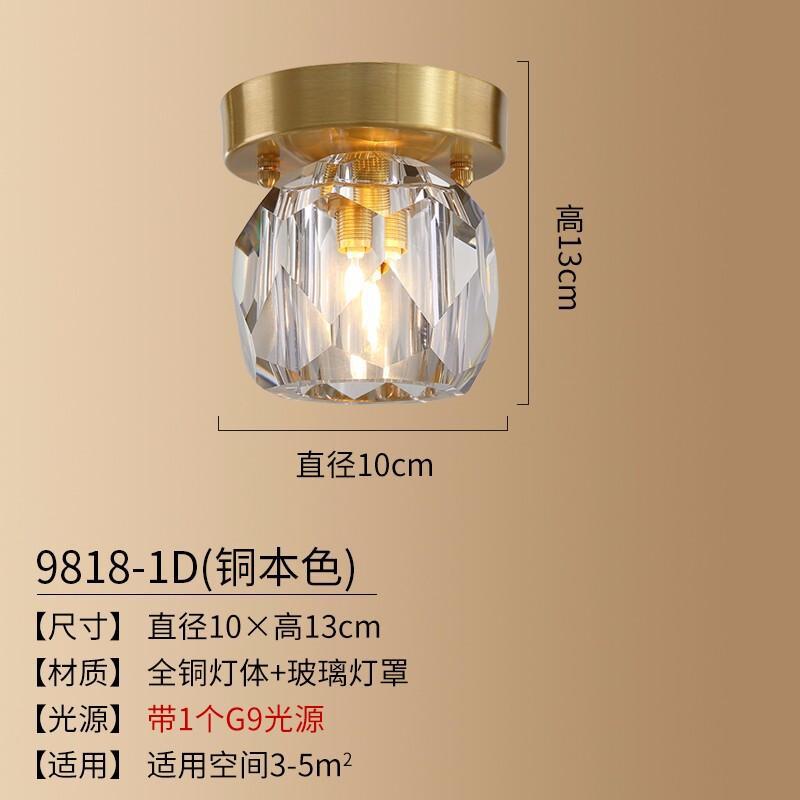 高13cm
直径10cm
9818-1D(铜本色)
【尺寸】 直径10×高13cm
【材质】 全铜灯体+玻璃灯罩
【光源】 带1个G9光源
【适用】 适用空间3-5m²